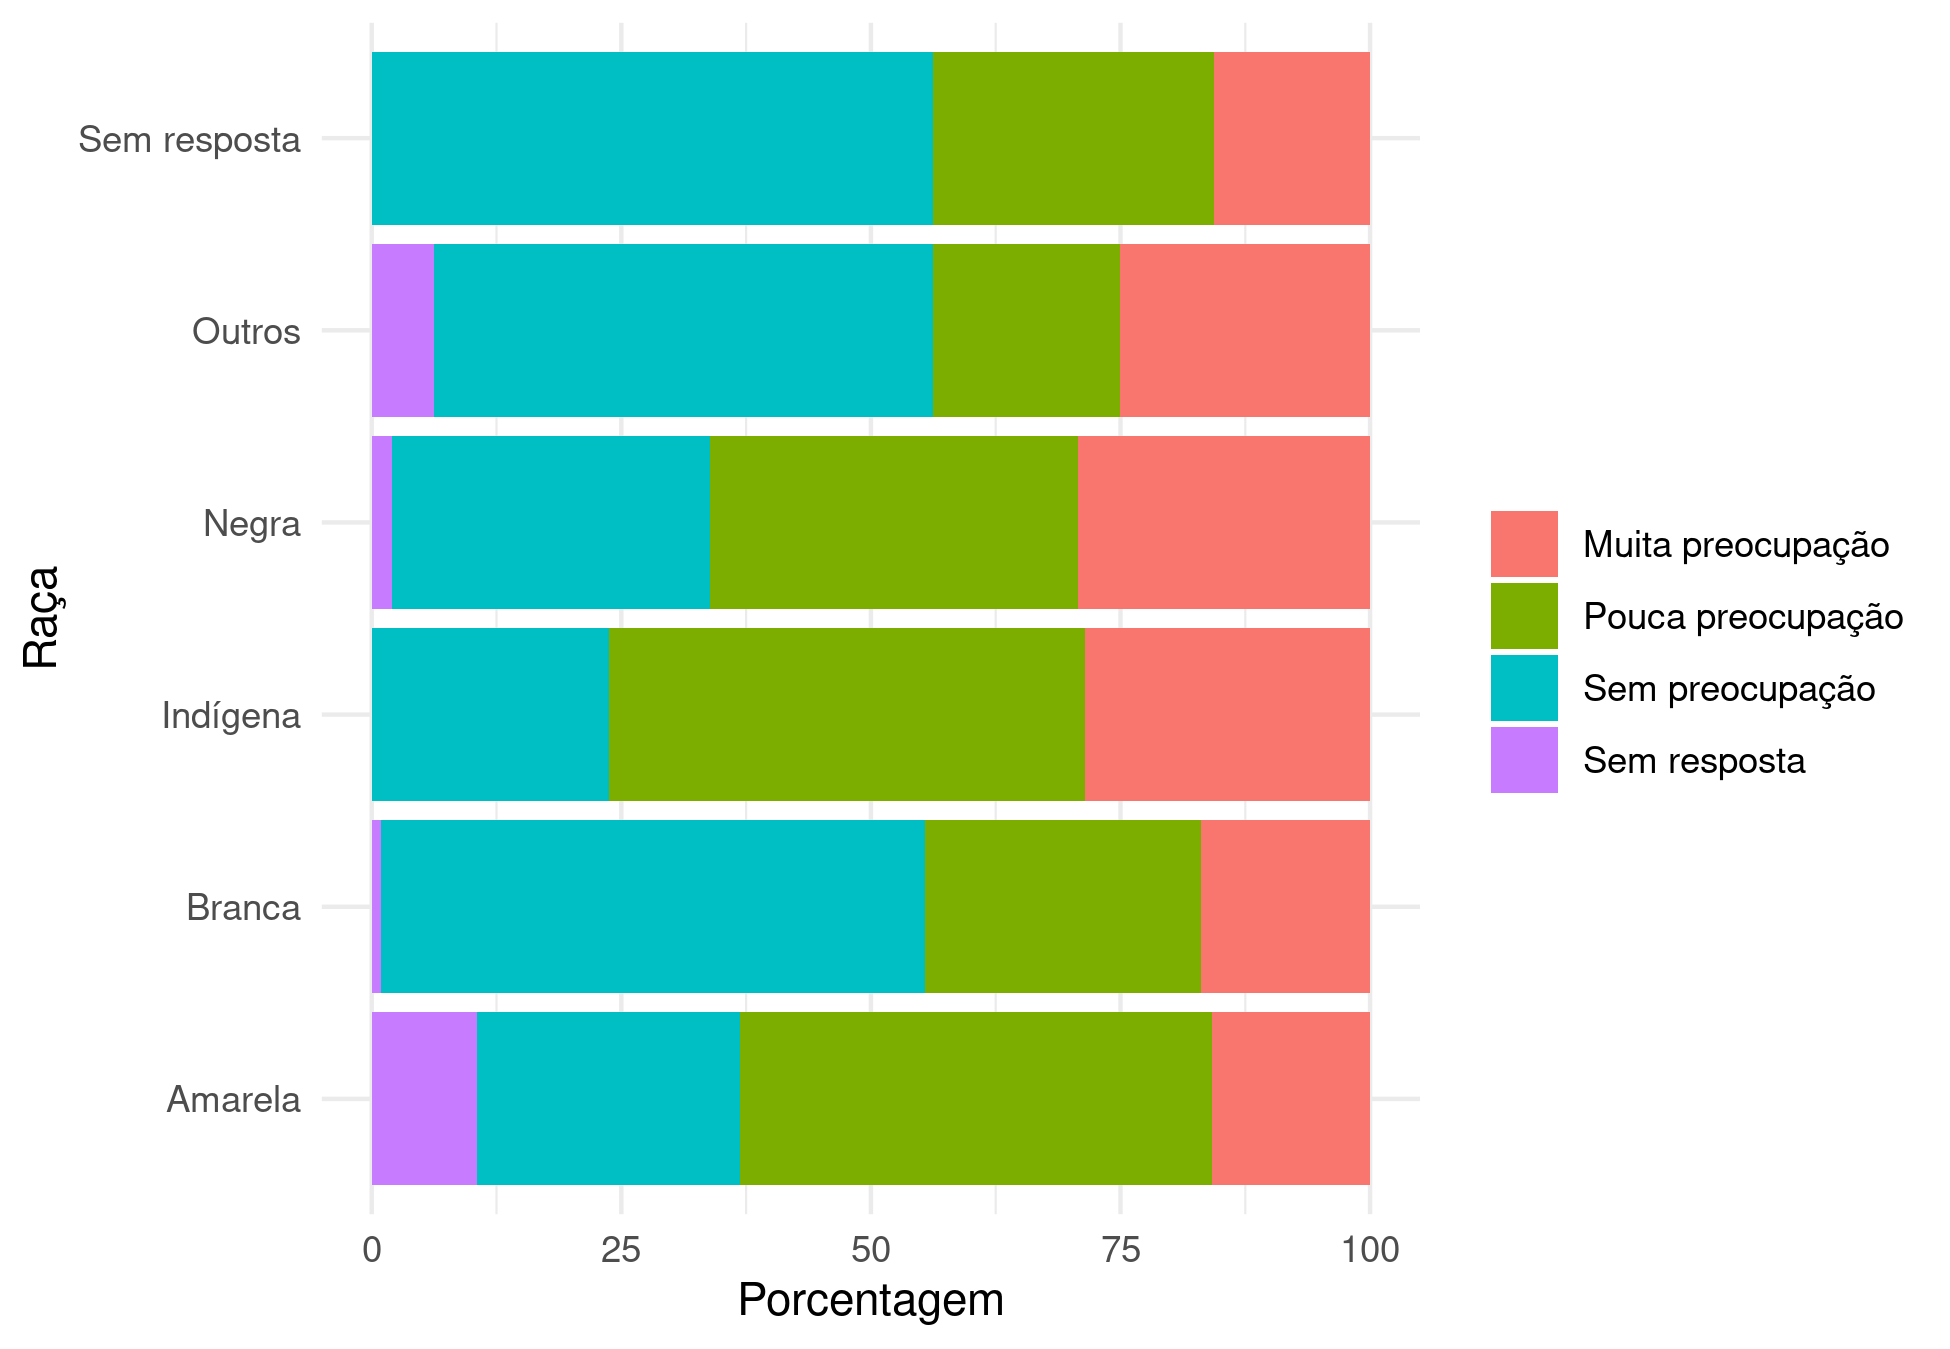 Sem resposta
Outros
Negra
Indígena
Branca
Amarela
Raça
0 25 50 75 100
Porcentagem
Muita preocupação
Pouca preocupação
Sem preocupação
Sem resposta